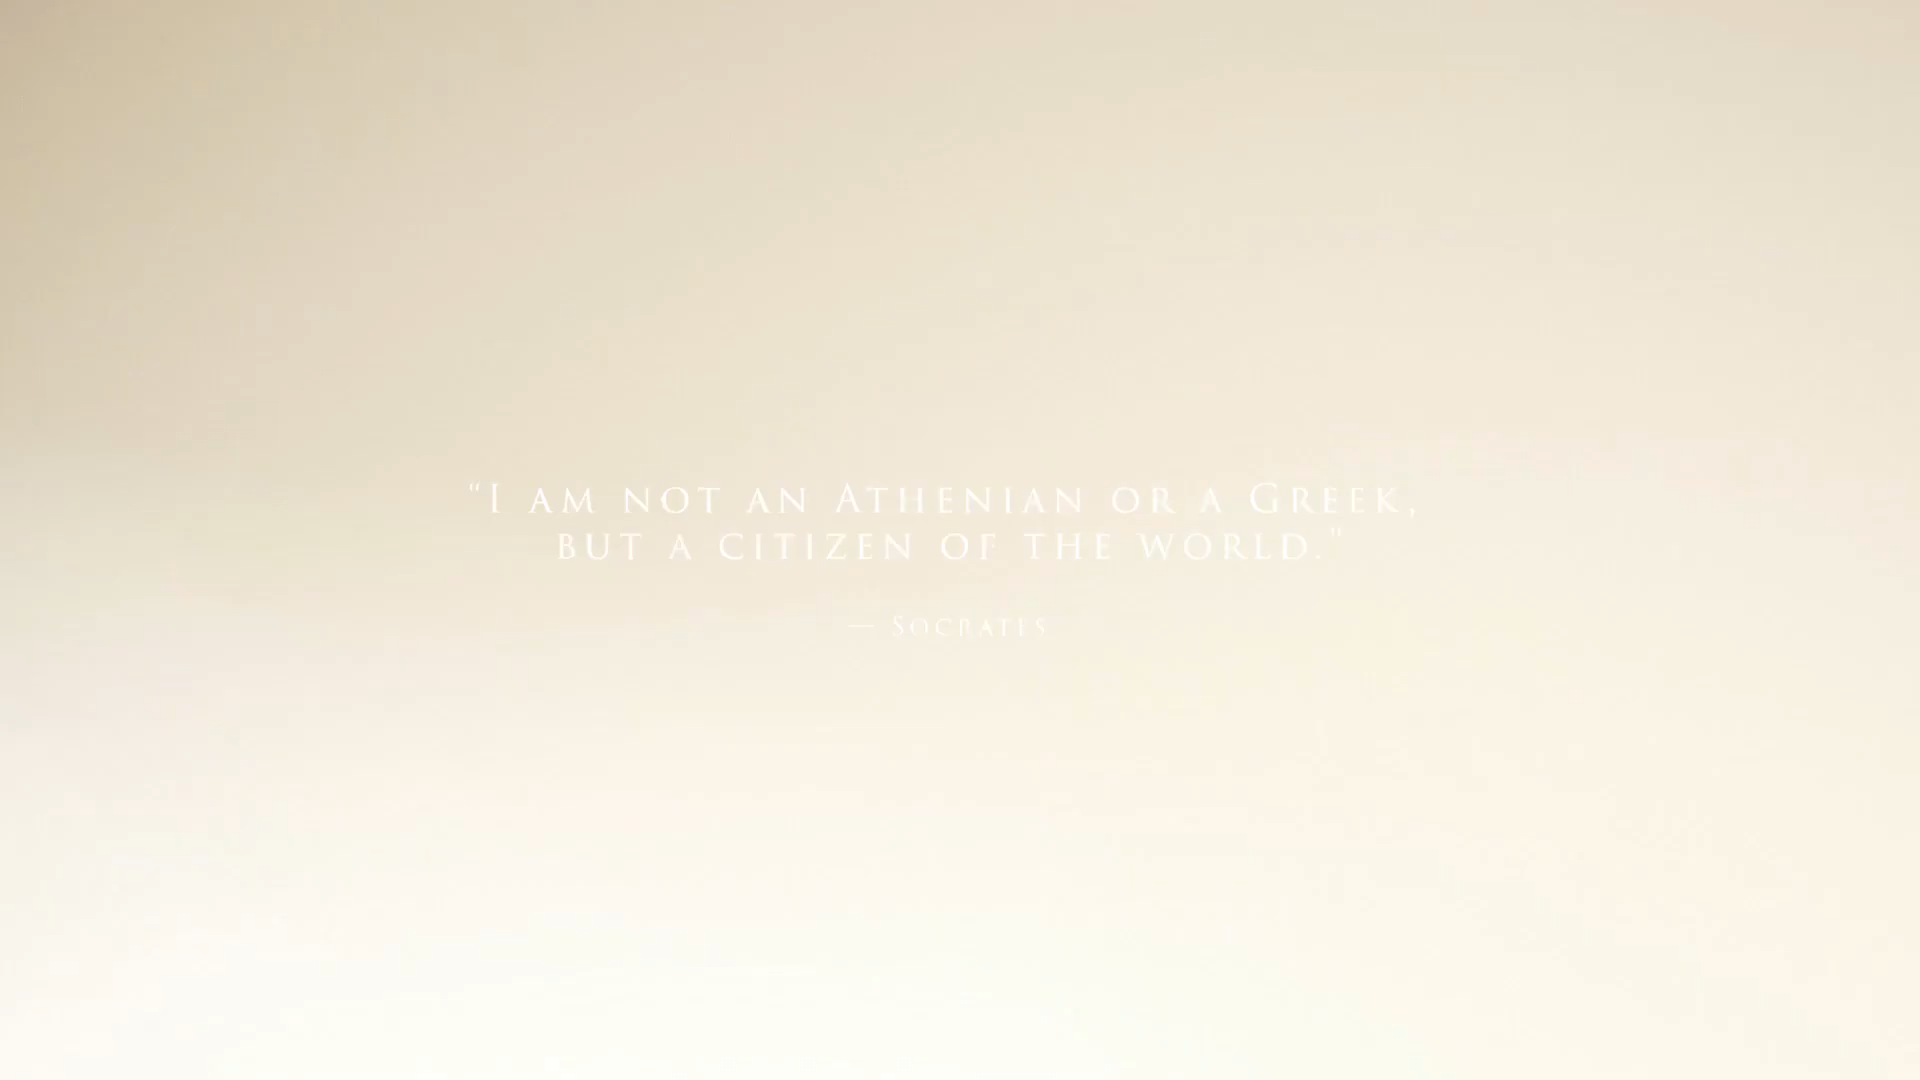 "I am not an Athenian or a Greek,
but a citizen of the world."
— Socrates